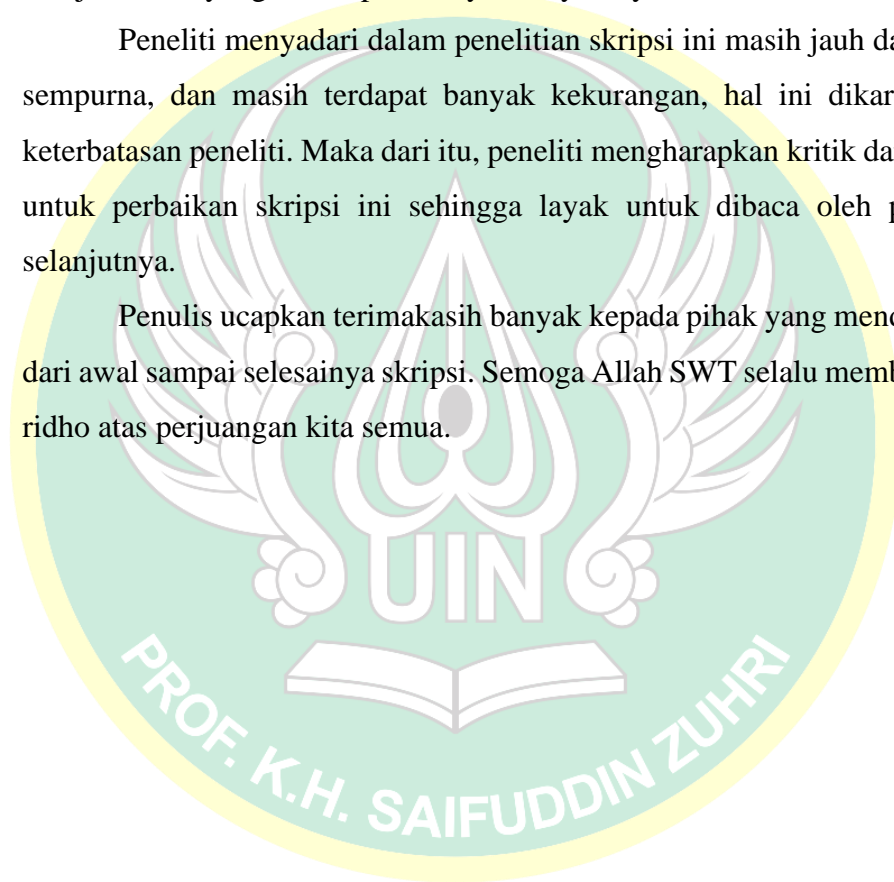 Peneliti menyadari dalam penelitian skripsi ini masih jauh
sempurna, dan masih terdapat banyak kekurangan, hal ini
keterbatasan peneliti. Maka dari itu, peneliti mengharapkan kritik
untuk perbaikan skripsi ini sehingga layak untuk dibaca oleh
selanjutnya.
Penulis ucapkan terimakasih banyak kepada pihak yang
dari awal sampai selesainya skripsi. Semoga Allah SWT selalu
ridho atas perjuangan kita semua.
UIN
PROF. K.H. SAIFUDDIN ZUHRI